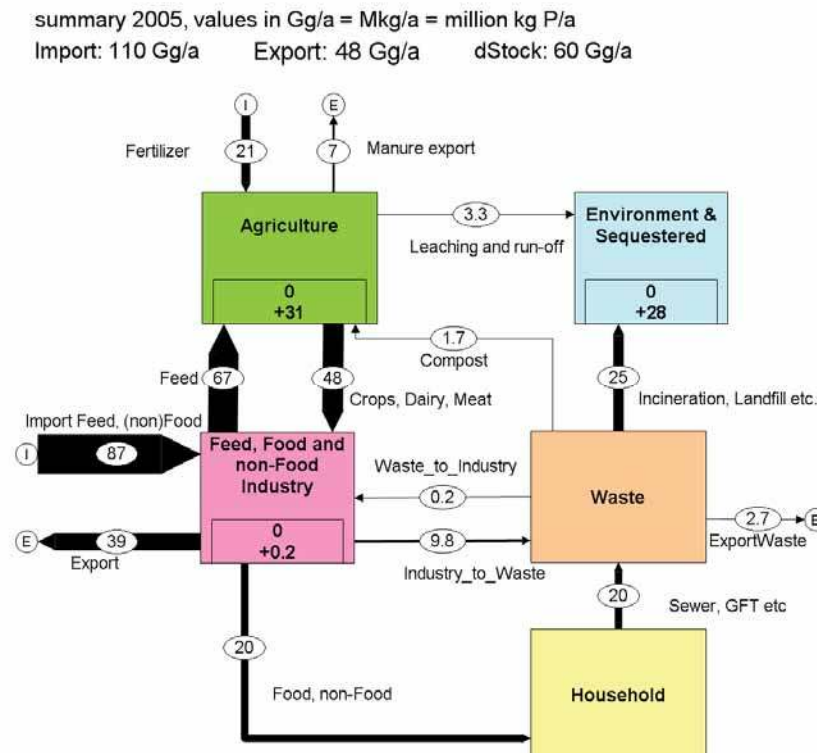 summary 2005, values in Gg/a = Mkg/a = million kg P/a
Import: 110 Gg/a Export: 48 Gg/a dStock: 60 Gg/a
I E
Fertilizer 21 7 Manure export
Agriculture
0
+31
3.3
Leaching and run-off
Environment &
Sequestered
0
+28
1.7
Compost
Feed 67 48
Crops, Dairy, Meat
25
Incineration, Landfill etc.
Import Feed, (non)Food
I 87
Feed, Food and
non-Food
Industry
0
+0.2
Waste_to_Industry
0.2
Waste
2.7 E
ExportWaste
E 39
Export
9.8
Industry_to_Waste
20
Sewer, GFT etc
20
Food, non-Food
Household